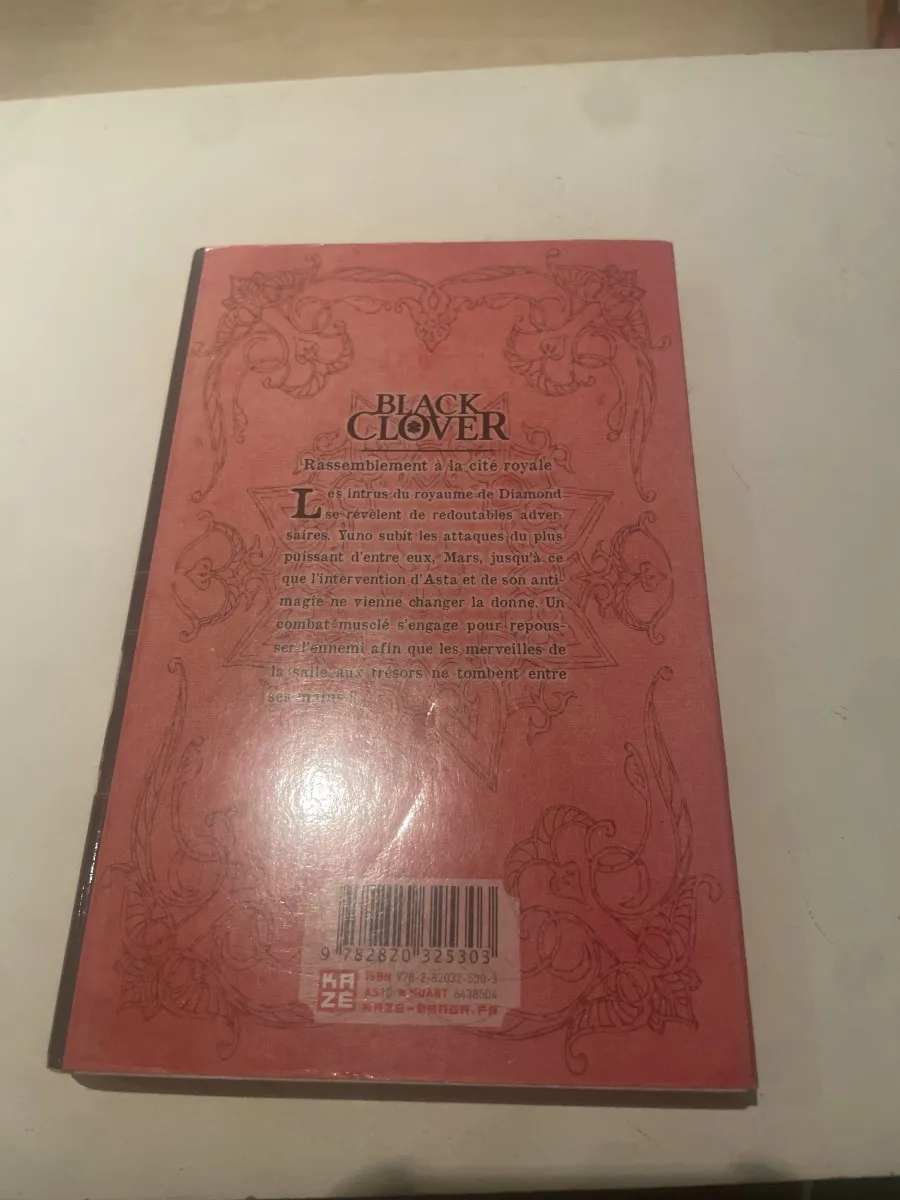 BLACK
CLOVER
Rassemblement à la cité royale
Les intrus du royaume de Diamond
se révèlent de redoutables adver-
saires. Yuno subit les attaques du plus
puissant d'entre eux, Mars, jusqu'à ce
que l'intervention d'Asta et de son anti-
magie ne vienne changer la donne. Un
combat musclé s'engage pour repous-
ser l'ennemi afin que les merveilles de
la salle aux trésors ne tombent entre
ses mains !!
9 782820 325303
KAZE
ISBN 978-2-82032-530-3
6438504
KAZE-MANGA.FR